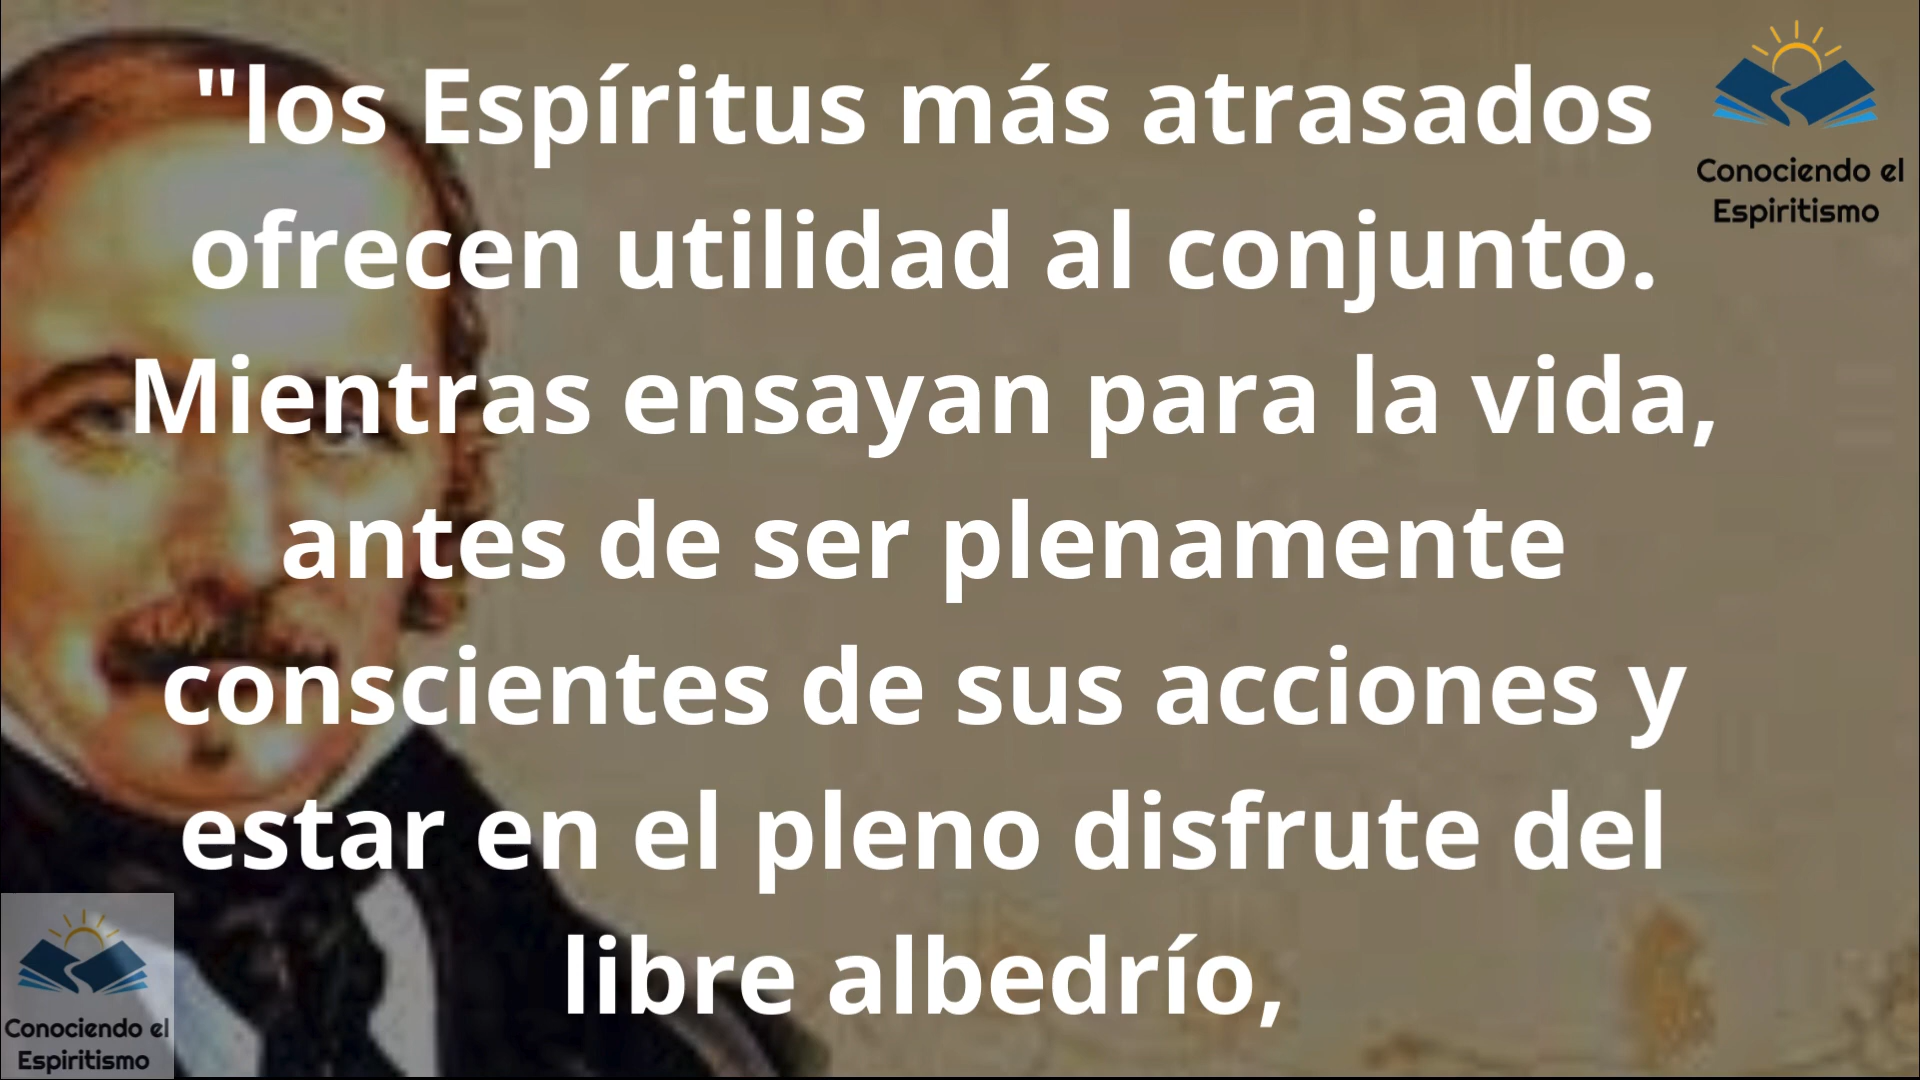 "los Espíritus más atrasados
ofrecen utilidad al conjunto.
Mientras ensayan para la vida,
antes de ser plenamente
conscientes de sus acciones y
estar en el pleno disfrute del
libre albedrío,
Conociendo el
Espiritismo
Conociendo el
Espiritismo